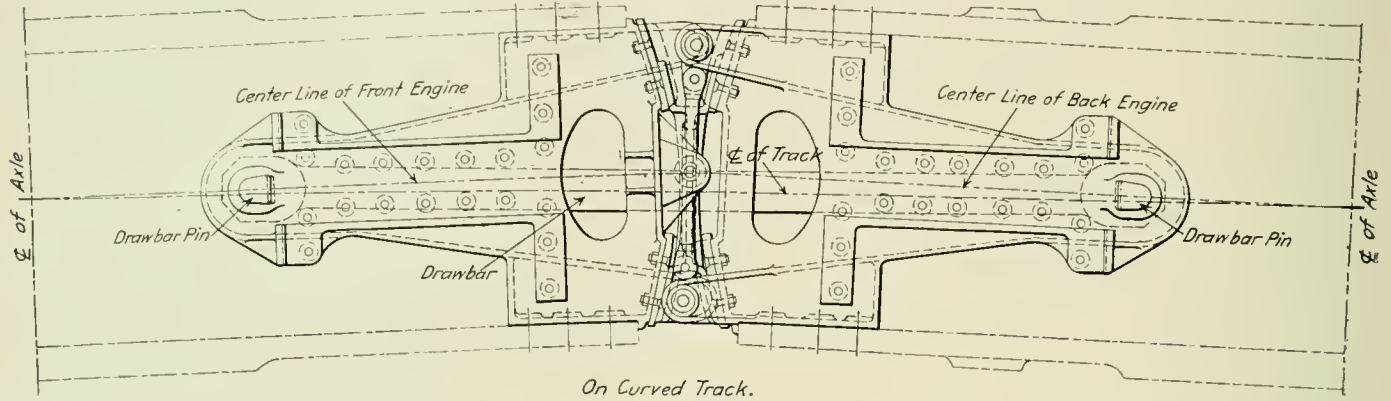 Center Line of Front Engine
Center Line of Back Engine
℄ of Track
℄ of Axle
℄ of Axle
Drawbar Pin
Drawbar
Drawbar Pin
On Curved Track.